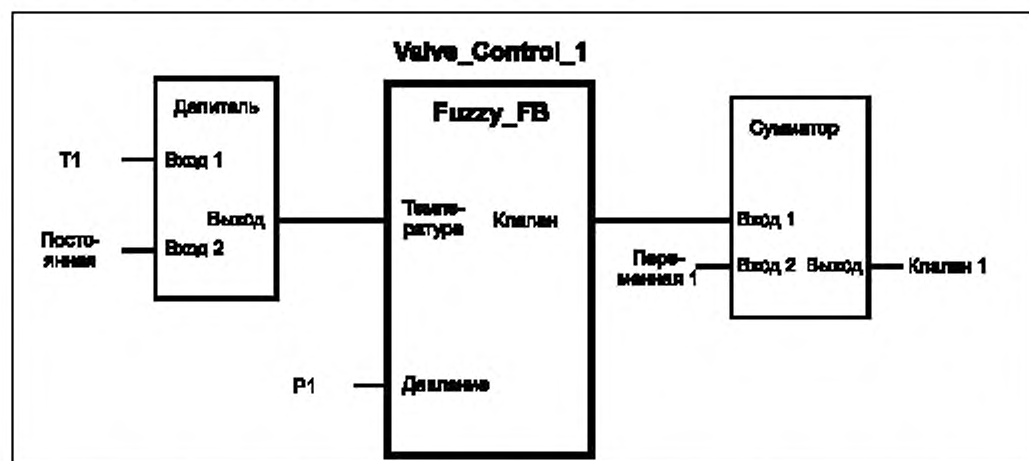 Valve_Control_1
Делитель
Fuzzy_FB
Сумматор
T1
Вход 1
Выход
Посто-
янная
Вход 2
Темпе-
ратура
Клапан
Вход 1
Пере-
менная 1
Вход 2
Выход
Клапан 1
P1
Давление